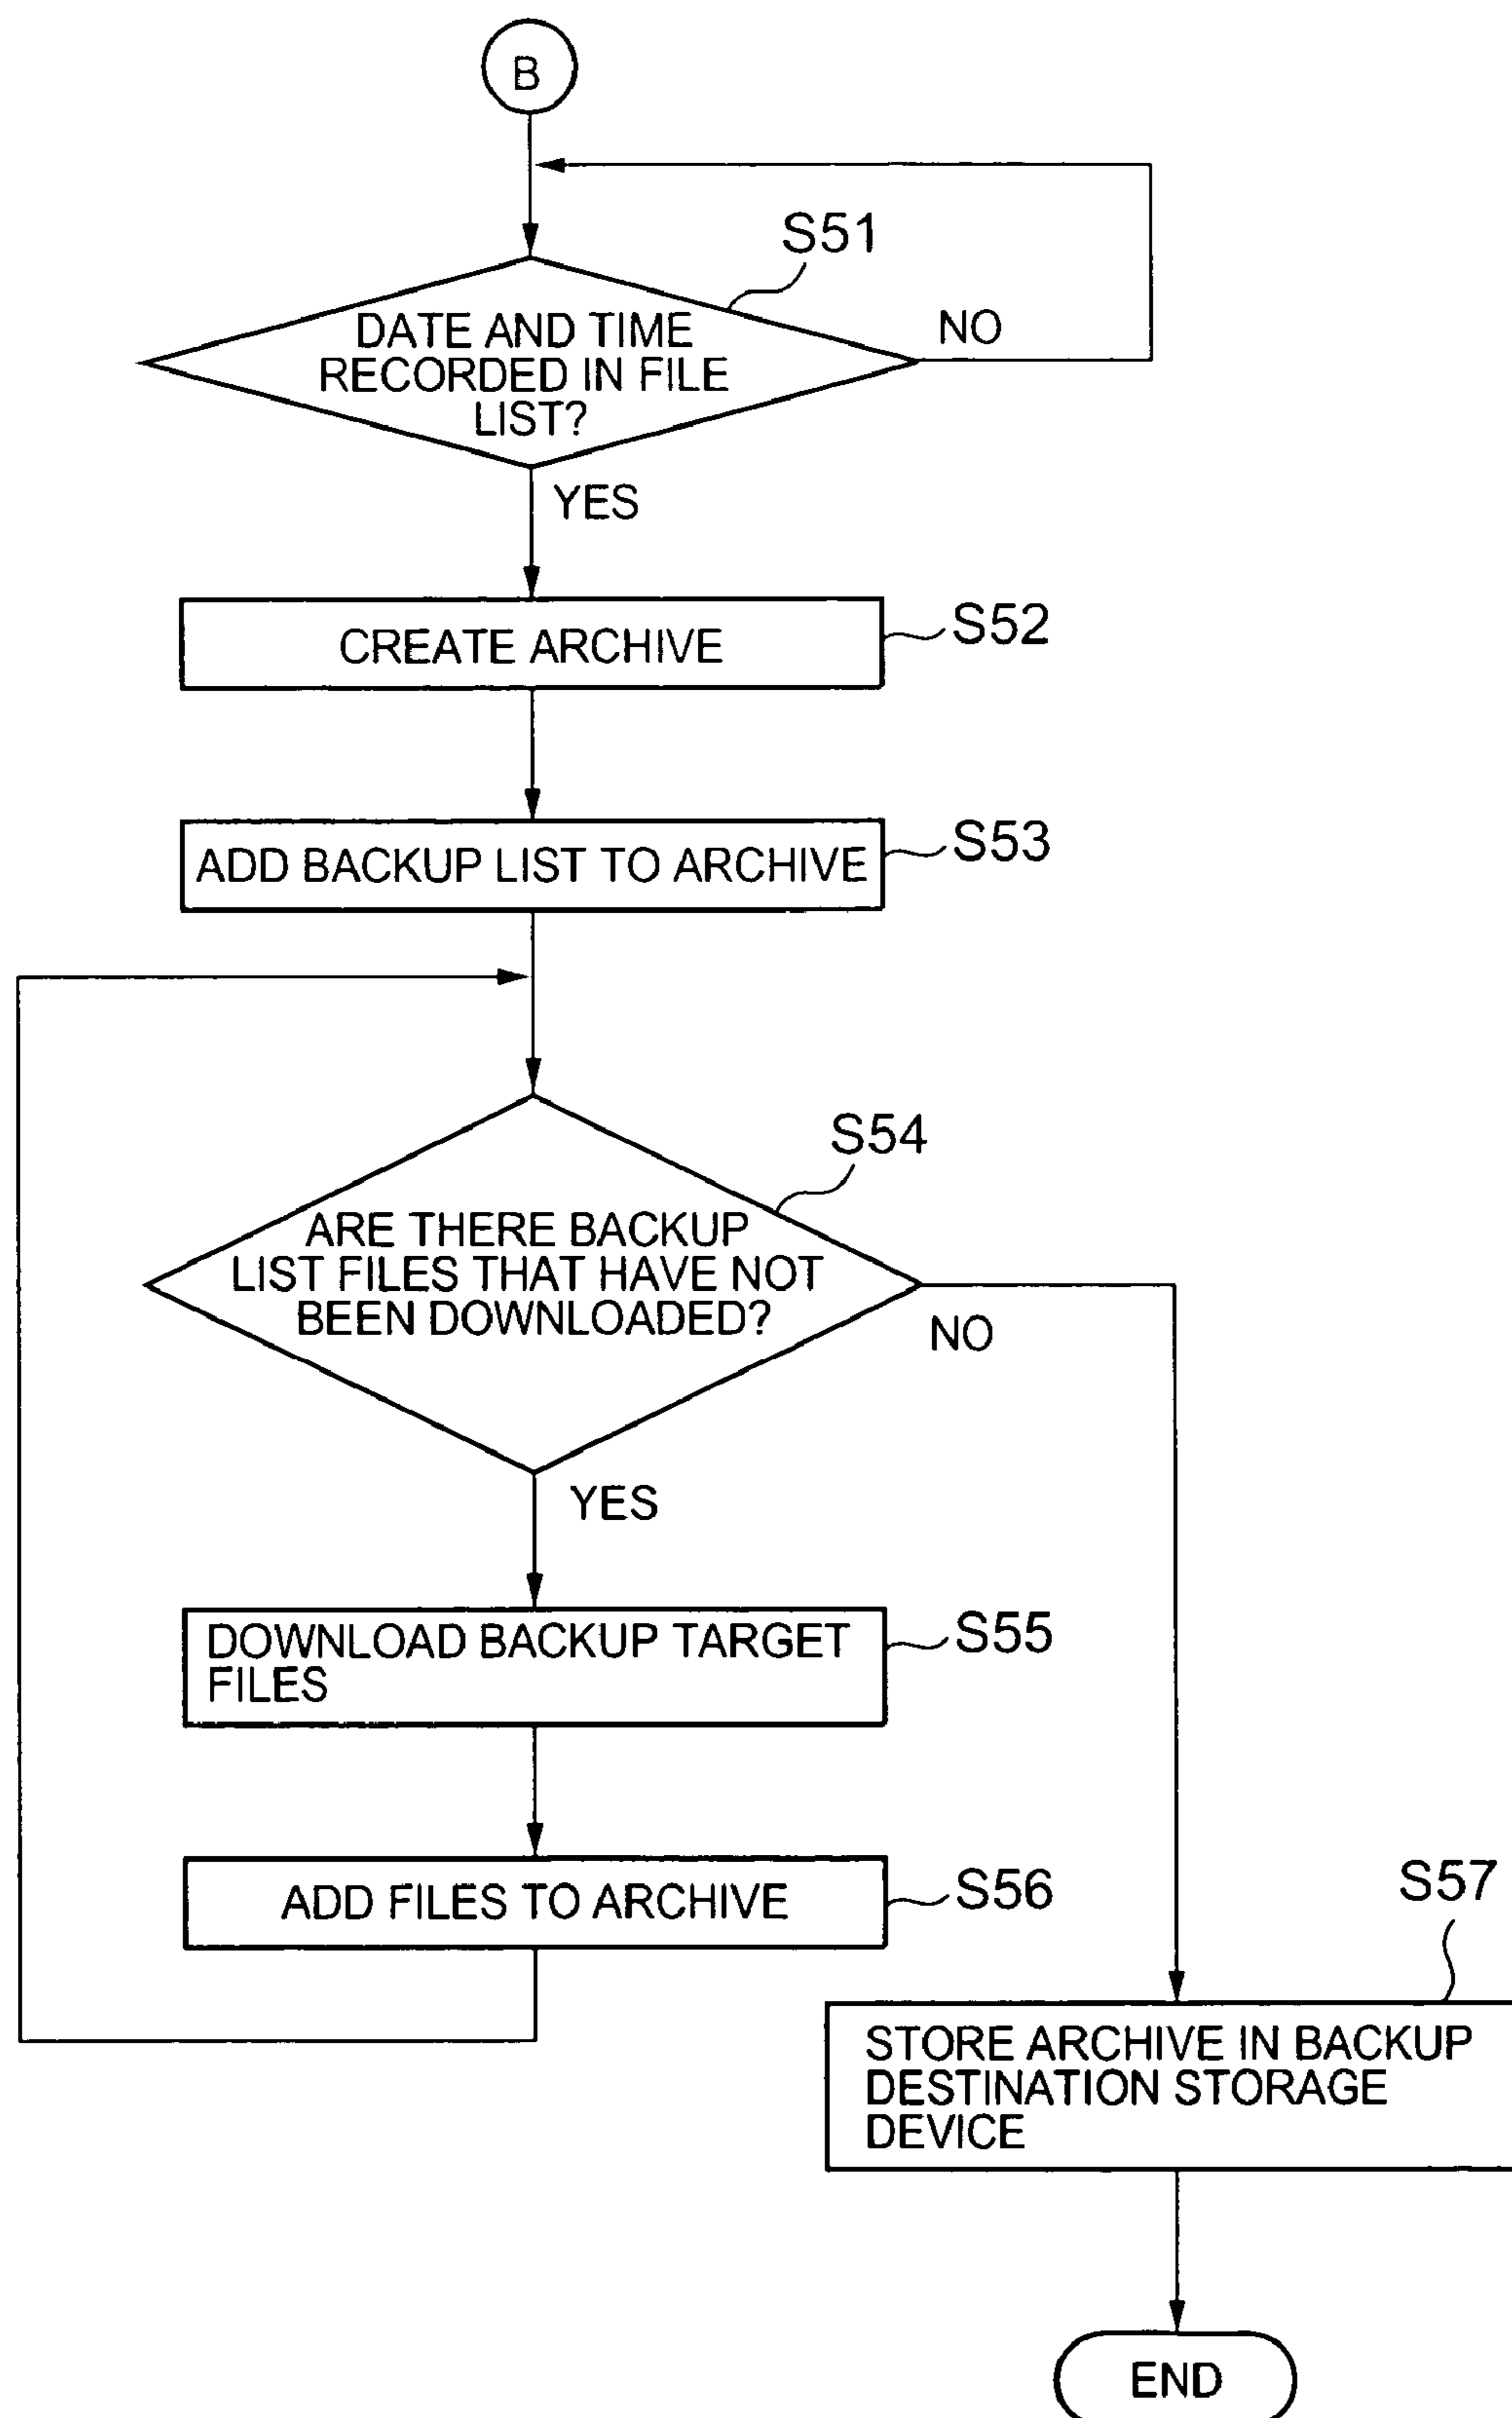 B
S51
DATE AND TIME
RECORDED IN FILE
LIST?
NO
YES
CREATE ARCHIVE
S52
ADD BACKUP LIST TO ARCHIVE
S53
S54
ARE THERE BACKUP
LIST FILES THAT HAVE NOT
BEEN DOWNLOADED?
NO
YES
DOWNLOAD BACKUP TARGET
FILES
S55
ADD FILES TO ARCHIVE
S56
S57
STORE ARCHIVE IN BACKUP
DESTINATION STORAGE
DEVICE
END